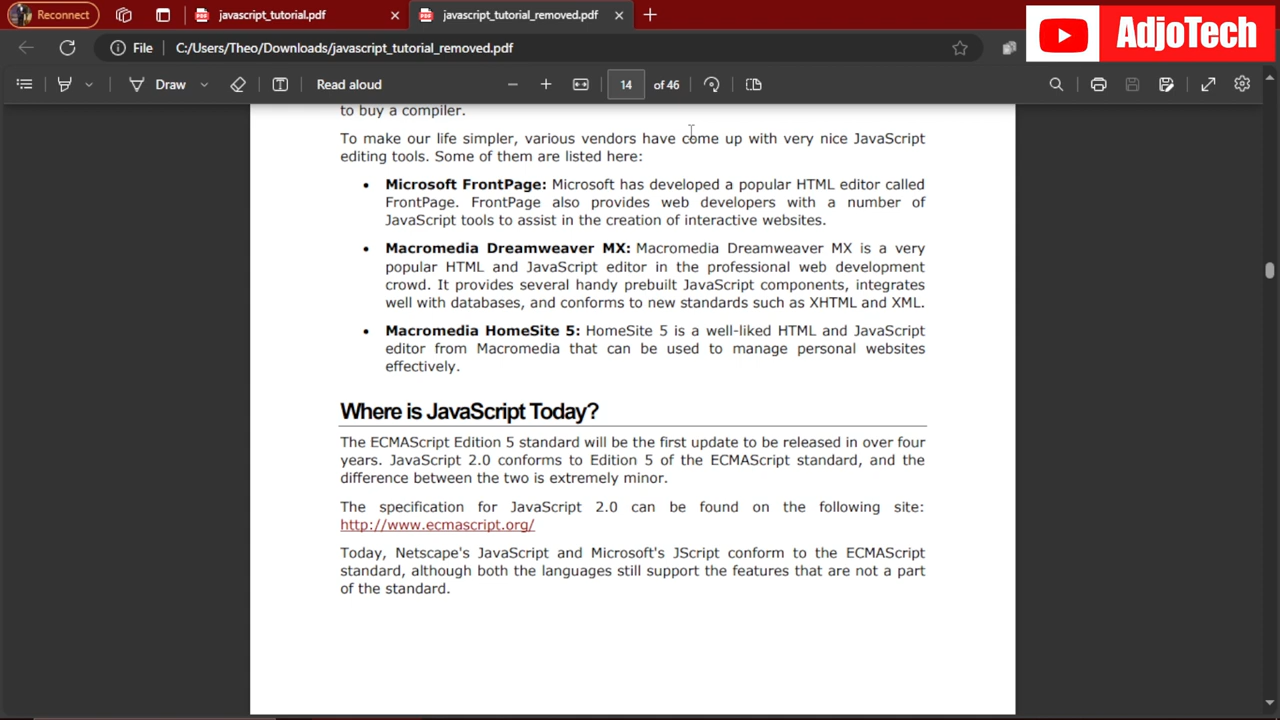 Reconnect
javascript_tutorial.pdf
javascript_tutorial_removed.pdf
AdjoTech
File
C:/Users/Theo/Downloads/javascript_tutorial_removed.pdf
Draw
Read aloud
14
of 46
to buy a compiler.
To make our life simpler, various vendors have come up with very nice JavaScript
editing tools. Some of them are listed here:
• Microsoft FrontPage: Microsoft has developed a popular HTML editor called
FrontPage. FrontPage also provides web developers with a number of
JavaScript tools to assist in the creation of interactive websites.
• Macromedia Dreamweaver MX: Macromedia Dreamweaver MX is a very
popular HTML and JavaScript editor in the professional web development
crowd. It provides several handy prebuilt JavaScript components, integrates
well with databases, and conforms to new standards such as XHTML and XML.
• Macromedia HomeSite 5: HomeSite 5 is a well-liked HTML and JavaScript
editor from Macromedia that can be used to manage personal websites
effectively.
Where is JavaScript Today?
The ECMAScript Edition 5 standard will be the first update to be released in over four
years. JavaScript 2.0 conforms to Edition 5 of the ECMAScript standard, and the
difference between the two is extremely minor.
The specification for JavaScript 2.0 can be found on the following site:
http://www.ecmascript.org/
Today, Netscape's JavaScript and Microsoft's JScript conform to the ECMAScript
standard, although both the languages still support the features that are not a part
of the standard.